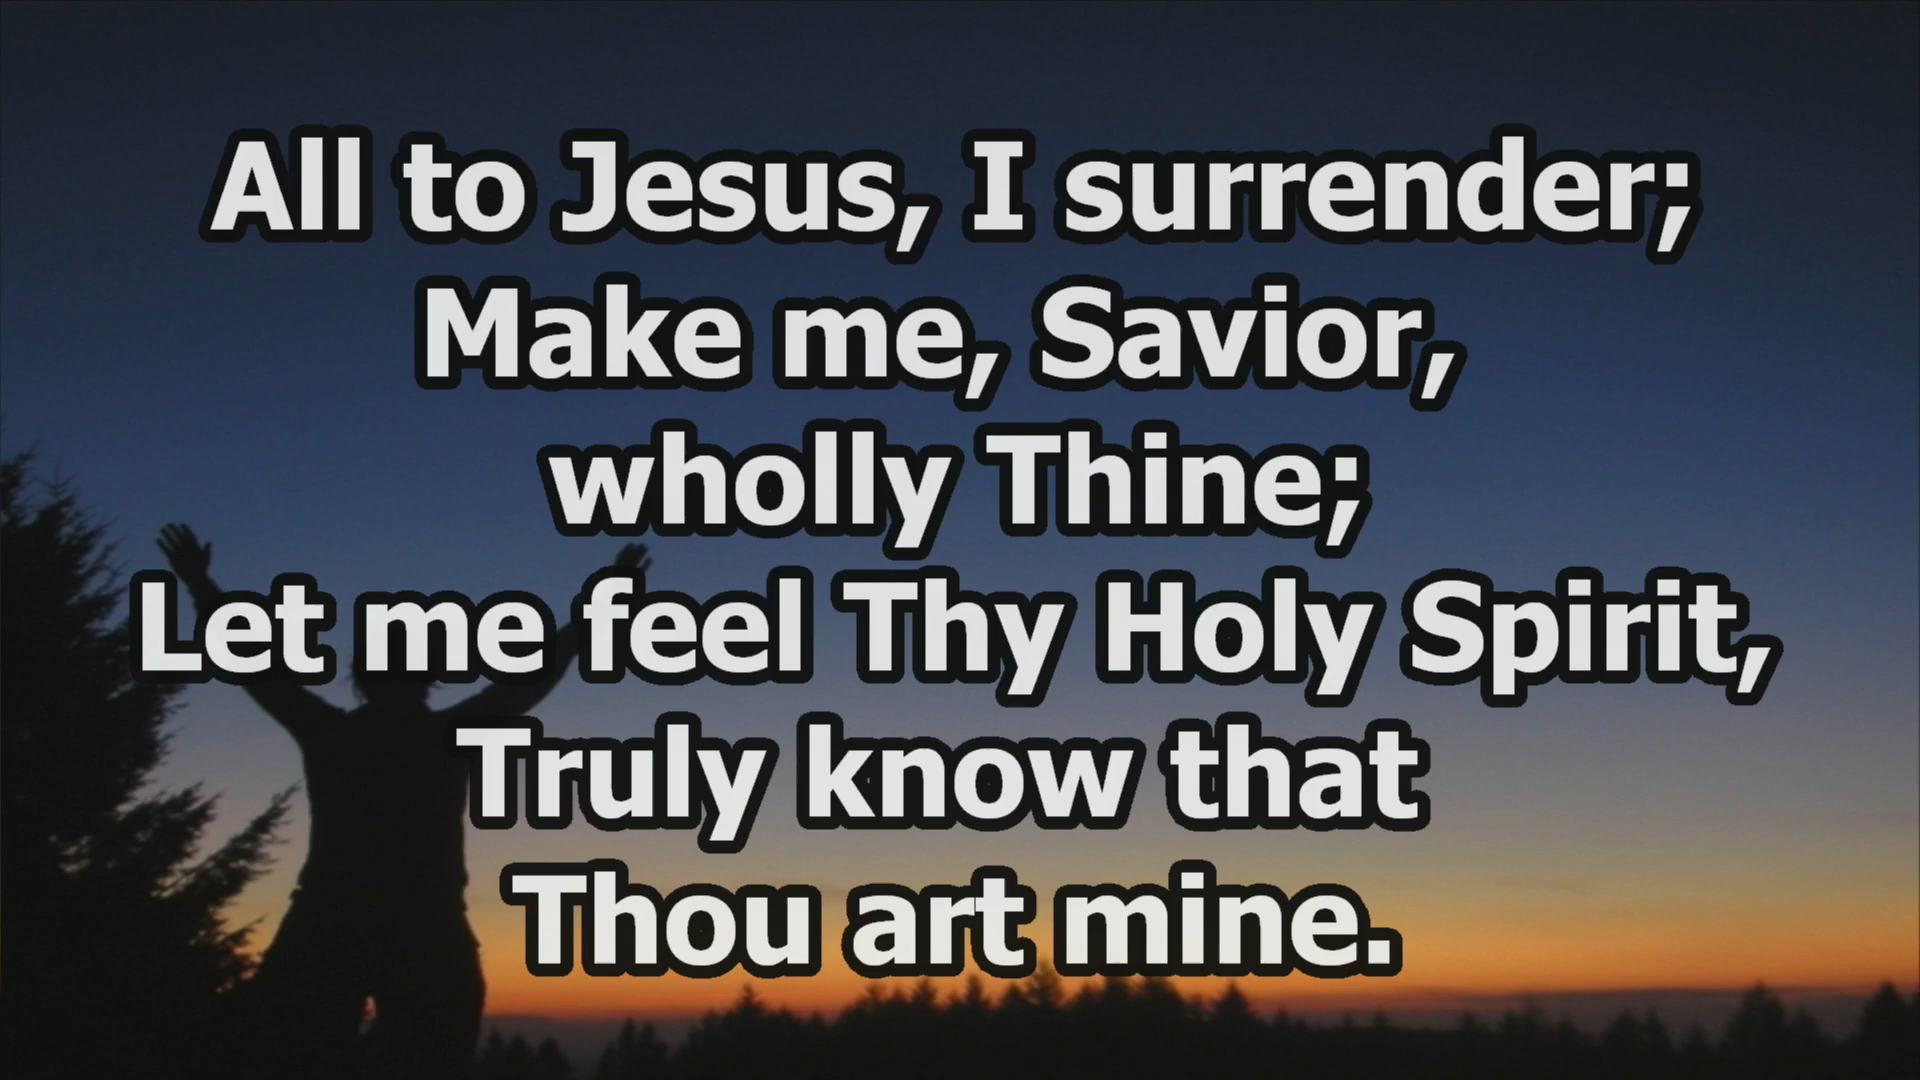 All to Jesus, I surrender;
Make me, Savior,
wholly Thine;
Let me feel Thy Holy Spirit,
Truly know that
Thou art mine.